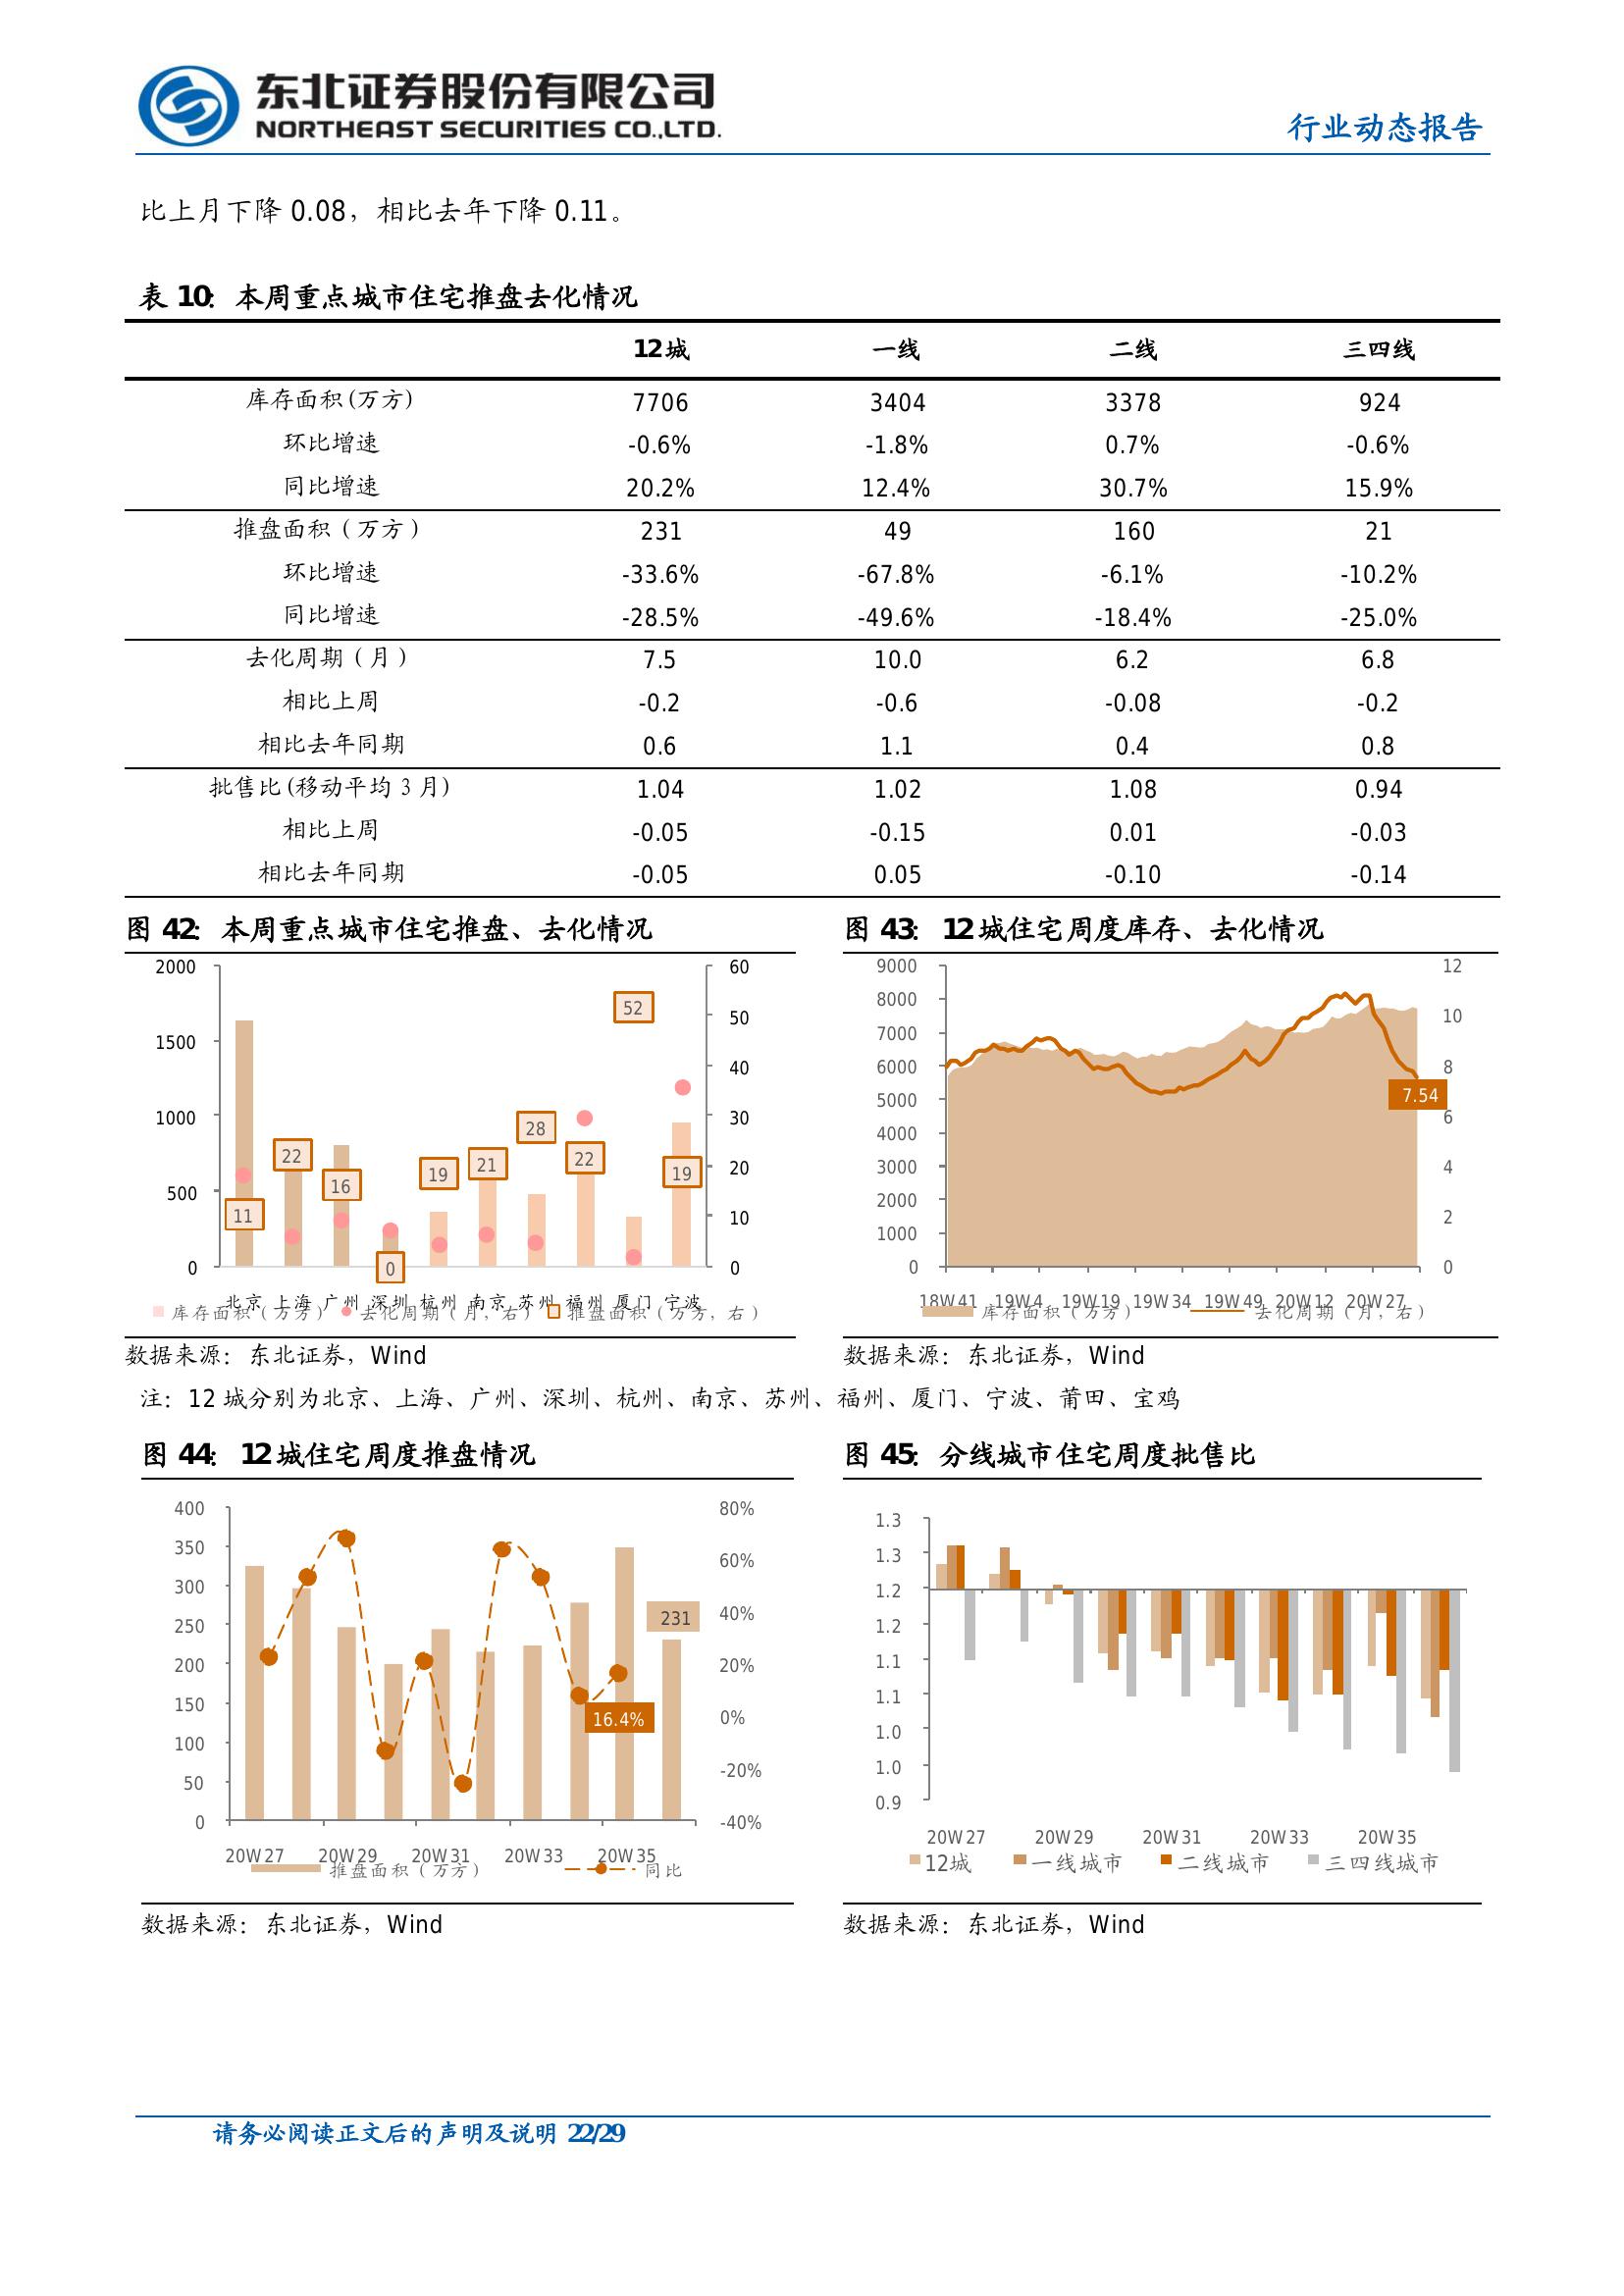 东北证券股份有限公司
NORTHEAST SECURITIES CO.,LTD.
行业动态报告
比上月下降 0.08，相比去年下降 0.11。
表 10：本周重点城市住宅推盘去化情况
12城 一线 二线 三四线
库存面积(万方) 7706 3404 3378 924
环比增速 -0.6% -1.8% 0.7% -0.6%
同比增速 20.2% 12.4% 30.7% 15.9%
推盘面积（万方） 231 49 160 21
环比增速 -33.6% -67.8% -6.1% -10.2%
同比增速 -28.5% -49.6% -18.4% -25.0%
去化周期（月） 7.5 10.0 6.2 6.8
相比上周 -0.2 -0.6 -0.08 -0.2
相比去年同期 0.6 1.1 0.4 0.8
批售比(移动平均 3 月) 1.04 1.02 1.08 0.94
相比上周 -0.05 -0.15 0.01 -0.03
相比去年同期 -0.05 0.05 -0.10 -0.14
图 42：本周重点城市住宅推盘、去化情况
2000 60
50
1500
40
1000 30
20
500
10
0 0
52
28
22 22
21
19 19
16
11
0
北京 上海 广州 深圳 杭州 南京 苏州 福州 厦门 宁波
库存面积（万方） 去化周期（月，右） 推盘面积（万方，右）
数据来源：东北证券，Wind
图 43：12城住宅周度库存、去化情况
9000 12
8000
10
7000
6000 8
5000
7.54
6
4000
3000 4
2000
2
1000
0 0
18W41 19W4 19W19 19W34 19W49 20W12 20W27
库存面积（万方） 去化周期（月，右）
数据来源：东北证券，Wind
注：12 城分别为北京、上海、广州、深圳、杭州、南京、苏州、福州、厦门、宁波、莆田、宝鸡
图 44：12城住宅周度推盘情况
400 80%
350
60%
300
231
40%
250
200 20%
150
16.4%
0%
100
-20%
50
0 -40%
20W27 20W29 20W31 20W33 20W35
推盘面积（万方） 同比
数据来源：东北证券，Wind
图 45：分线城市住宅周度批售比
1.3
1.3
1.2
1.2
1.1
1.1
1.0
1.0
0.9
20W27 20W29 20W31 20W33 20W35
12城 一线城市 二线城市 三四线城市
数据来源：东北证券，Wind
请务必阅读正文后的声明及说明 22/29